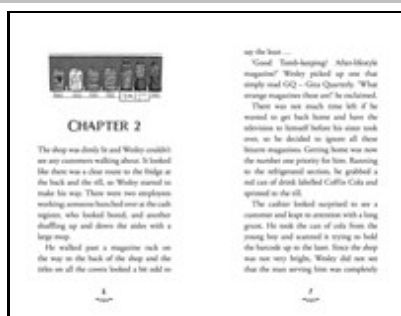 CHAPTER 2
The shop was dimly lit and Wesley couldn't
see any customers walking about. It looked
like there was a clear route to the fridge at
the back and the till, so Wesley started to
make his way. There were two employees
working; someone hunched over at the cash
register, who looked bored, and another
shuffling up and down the aisles with a
large mop.
He walked past a magazine rack on
the way to the back of the shop and the
titles on all the covers looked a bit odd to
6
say the least ...
'Good Tomb-keeping? After-lifestyle
magazine?' Wesley picked up one that
simply read GQ – Quarterly. 'What
strange magazines these are!' he exclaimed.
There was not much time left if he
wanted to get back home and have the
television to himself before his sister took
over, so he decided to ignore all these
bizarre magazines. Getting home was now
the number one priority for him. Running
to the refrigerated section, he grabbed a
red can of drink labelled Coffin Cola and
sprinted to the till.
The cashier looked surprised to see a
customer and kept to attention with a long
grunt. He took the can of cola from the
young boy and scanned it trying to hold
the barcode up to the laser. Since the shop
was not very bright, Wesley did not see
that the man serving him was completely
7